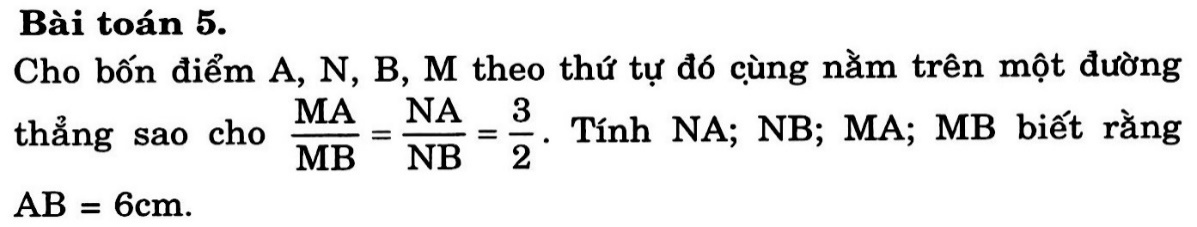 Bài toán 5.
Cho bốn điểm A, N, B, M theo thứ tự đó cùng nằm trên một đường
thẳng sao cho MA/MB = NA/NB = 3/2. Tính NA; NB; MA; MB biết rằng
AB = 6cm.